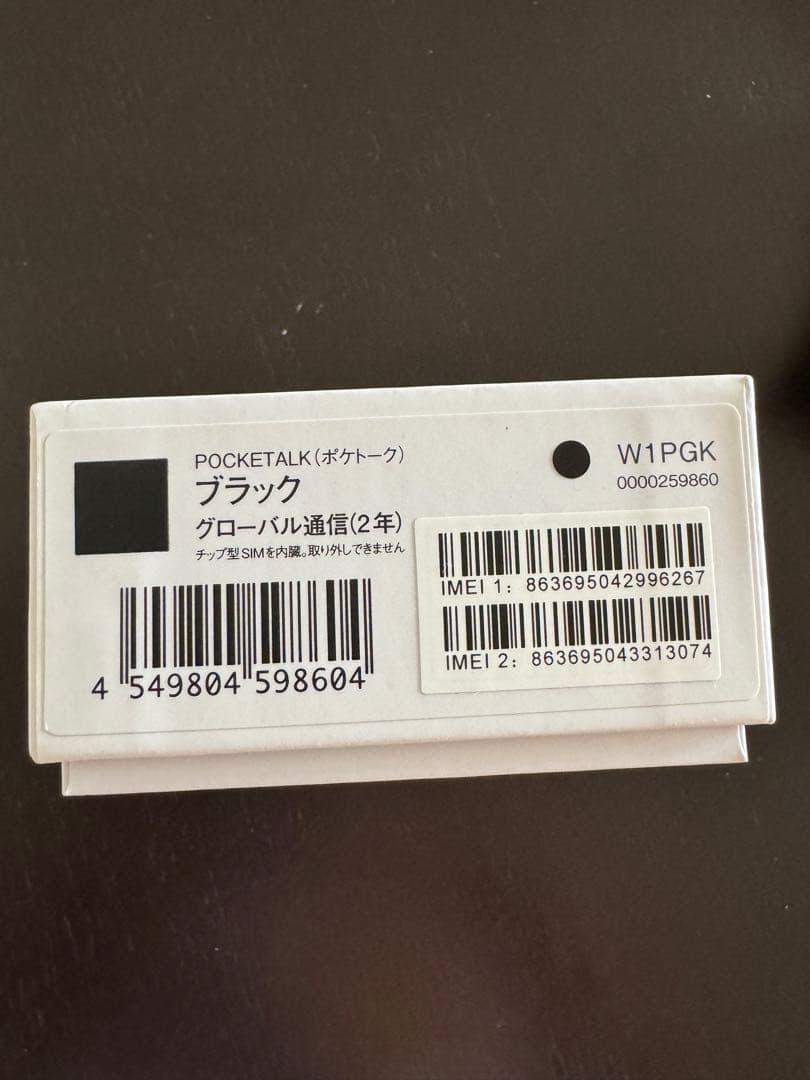 POCKETALK(ポケトーク)
ブラック
グローバル通信(2年)
チップ型SIMを内臓。取り外しできません
4 549804 598604
W1PGK
0000259860
IMEI 1: 863695042996267
IMEI 2: 863695043313074